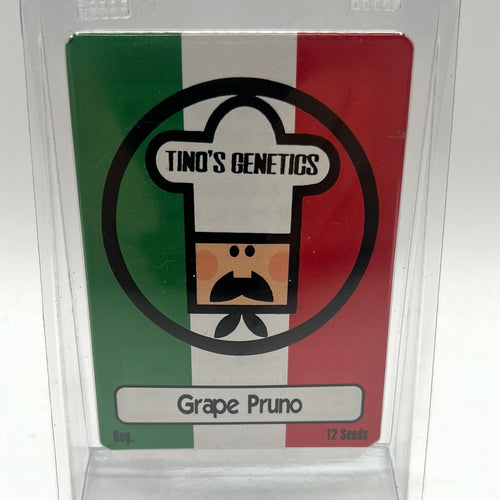 TINO'S GENETICS
Grape Pruno
Reg.
12 Seeds